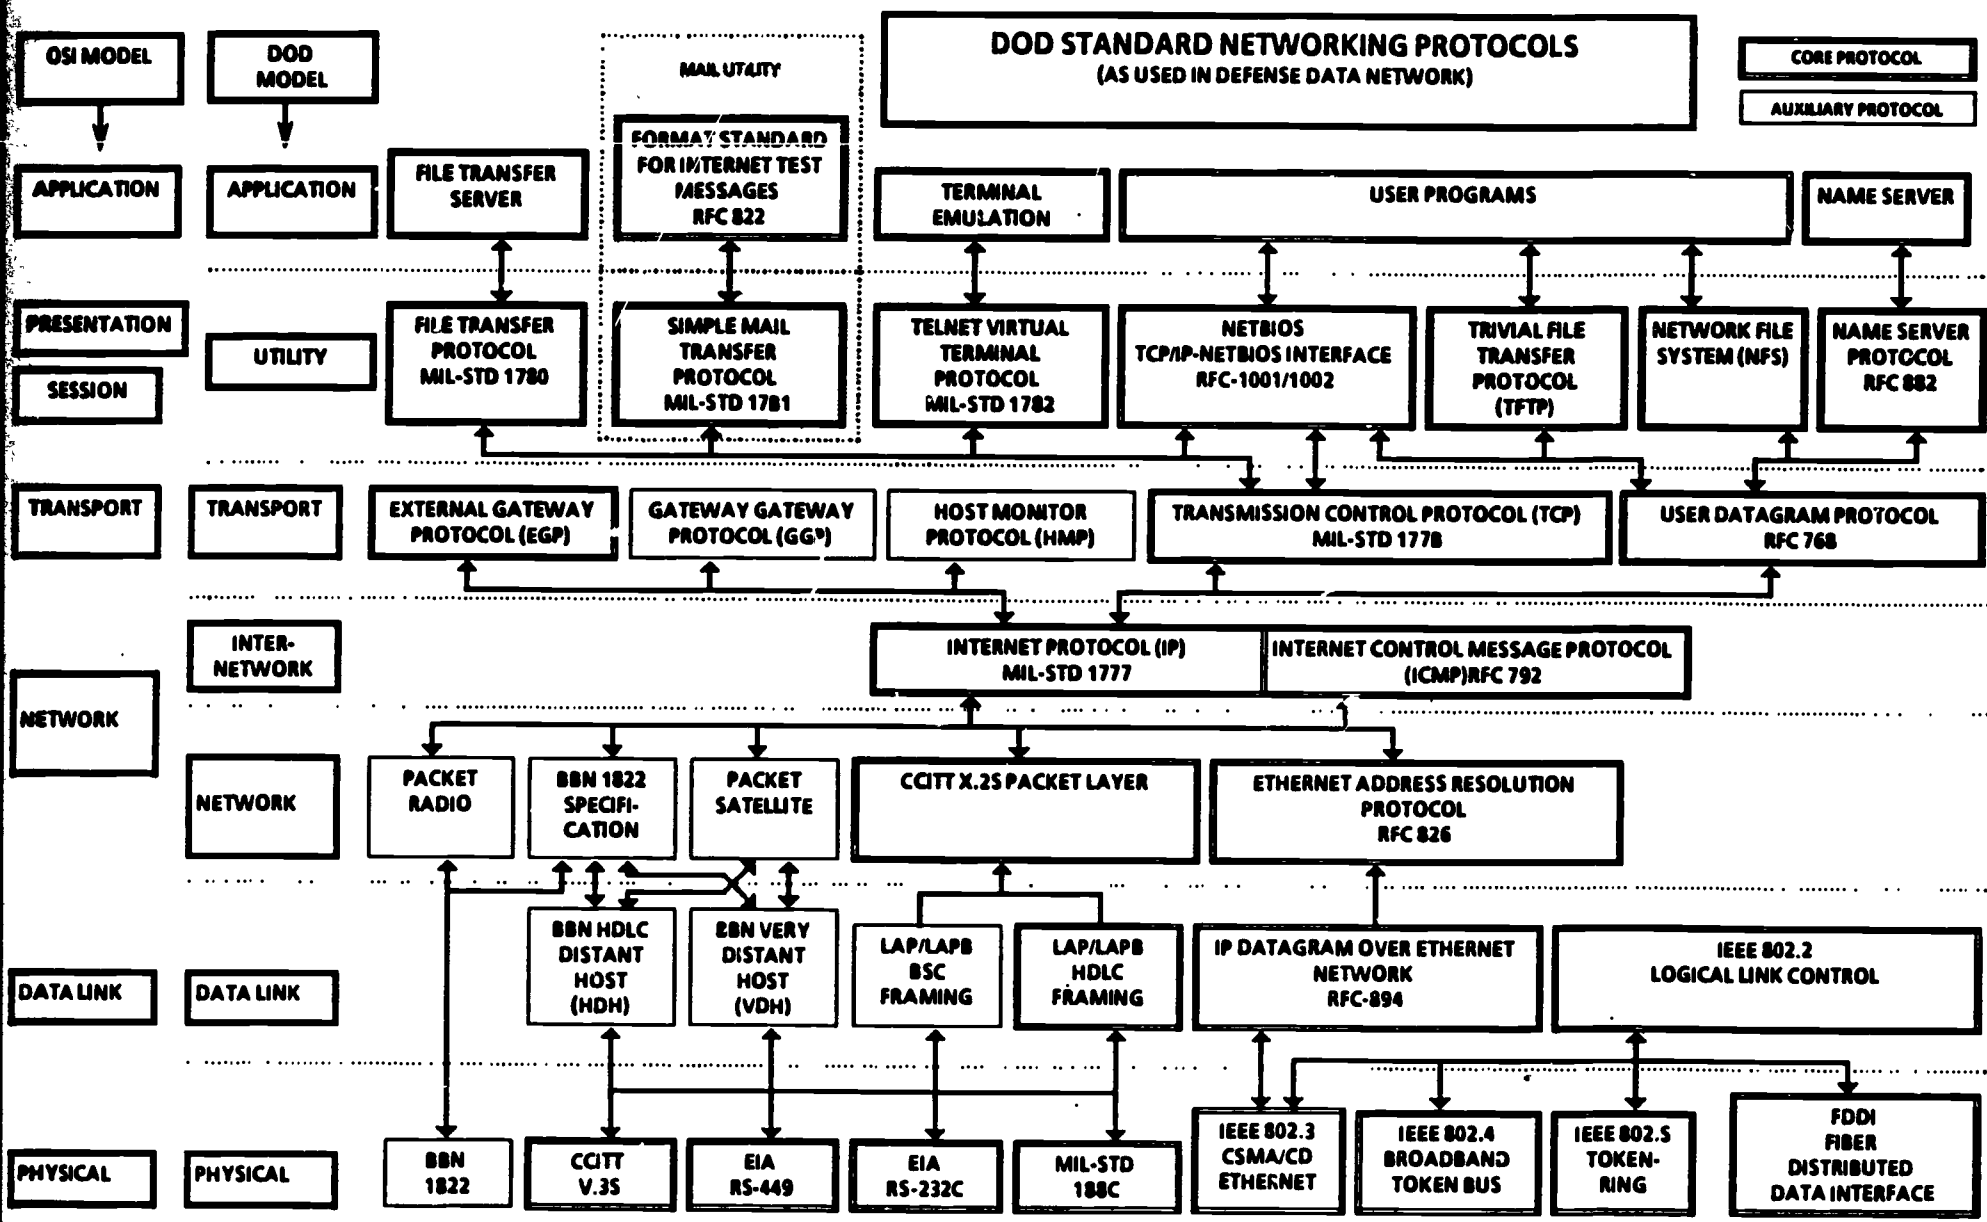 OSI MODEL
DOD
MODEL
MAIL UTILITY
DOD STANDARD NETWORKING PROTOCOLS
(AS USED IN DEFENSE DATA NETWORK)
CORE PROTOCOL
AUXILIARY PROTOCOL
APPLICATION
APPLICATION
FILE TRANSFER
SERVER
FORMAT STANDARD
FOR INTERNET TEST
MESSAGES
RFC 822
TERMINAL
EMULATION
USER PROGRAMS
NAME SERVER
PRESENTATION
SESSION
UTILITY
FILE TRANSFER
PROTOCOL
MIL-STD 1780
SIMPLE MAIL
TRANSFER
PROTOCOL
MIL-STD 1781
TELNET VIRTUAL
TERMINAL
PROTOCOL
MIL-STD 1782
NETBIOS
TCP/IP-NETBIOS INTERFACE
RFC-1001/1002
TRIVIAL FILE
TRANSFER
PROTOCOL
(TFTP)
NETWORK FILE
SYSTEM (NFS)
NAME SERVER
PROTOCOL
RFC 882
TRANSPORT
TRANSPORT
EXTERNAL GATEWAY
PROTOCOL (EGP)
GATEWAY GATEWAY
PROTOCOL (GGP)
HOST MONITOR
PROTOCOL (HMP)
TRANSMISSION CONTROL PROTOCOL (TCP)
MIL-STD 1778
USER DATAGRAM PROTOCOL
RFC 768
NETWORK
INTER-
NETWORK
INTERNET PROTOCOL (IP)
MIL-STD 1777
INTERNET CONTROL MESSAGE PROTOCOL
(ICMP)RFC 792
NETWORK
PACKET
RADIO
BBN 1822
SPECIFI-
CATION
PACKET
SATELLITE
CCITT X.25 PACKET LAYER
ETHERNET ADDRESS RESOLUTION
PROTOCOL
RFC 826
DATA LINK
DATA LINK
BBN HDLC
DISTANT
HOST
(HDH)
BBN VERY
DISTANT
HOST
(VDH)
LAP/LAPB
BSC
FRAMING
LAP/LAPB
HDLC
FRAMING
IP DATAGRAM OVER ETHERNET
NETWORK
RFC-894
IEEE 802.2
LOGICAL LINK CONTROL
PHYSICAL
PHYSICAL
BBN
1822
CCITT
V.35
EIA
RS-449
EIA
RS-232C
MIL-STD
188C
IEEE 802.3
CSMA/CD
ETHERNET
IEEE 802.4
BROADBAND
TOKEN BUS
IEEE 802.5
TOKEN-
RING
FDDI
FIBER
DISTRIBUTED
DATA INTERFACE